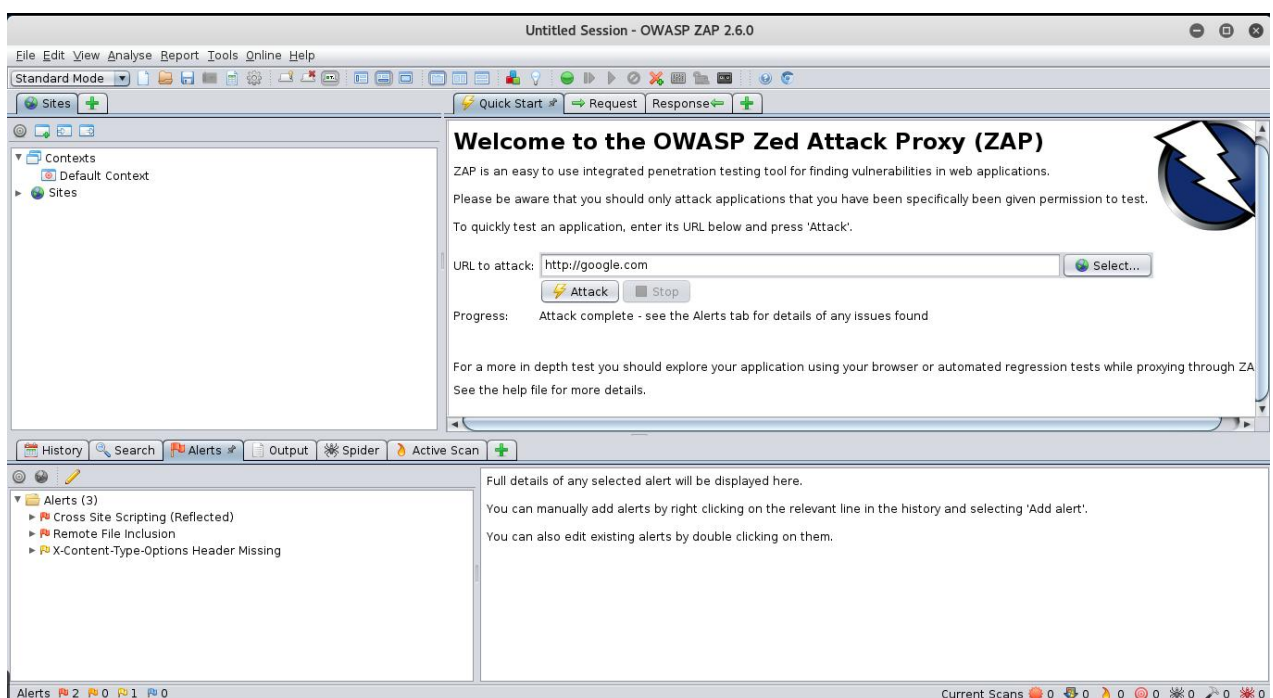 Untitled Session - OWASP ZAP 2.6.0
File Edit View Analyse Report Tools Online Help
Standard Mode
Sites
Quick Start Request Response
Contexts
Default Context
Sites
Welcome to the OWASP Zed Attack Proxy (ZAP)
ZAP is an easy to use integrated penetration testing tool for finding vulnerabilities in web applications.
Please be aware that you should only attack applications that you have been specifically been given permission to test.
To quickly test an application, enter its URL below and press 'Attack'.
URL to attack: http://google.com Select...
Attack Stop
Progress: Attack complete - see the Alerts tab for details of any issues found
For a more in depth test you should explore your application using your browser or automated regression tests while proxying through ZA
See the help file for more details.
History Search Alerts Output Spider Active Scan
Alerts (3)
Cross Site Scripting (Reflected)
Remote File Inclusion
X-Content-Type-Options Header Missing
Full details of any selected alert will be displayed here.
You can manually add alerts by right clicking on the relevant line in the history and selecting 'Add alert'.
You can also edit existing alerts by double clicking on them.
Alerts 2 0 1 0
Current Scans 0 0 0 0 0 0 0